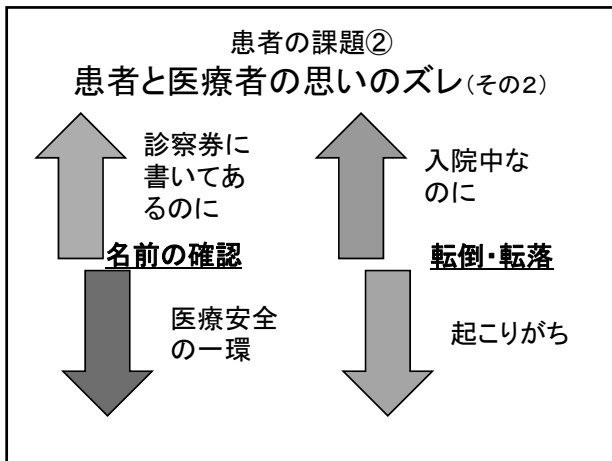 患者の課題②
患者と医療者の思いのズレ(その2)
診察券に
書いてあ
るのに
名前の確認
医療安全
の一環
入院中な
のに
転倒・転落
起こりがち